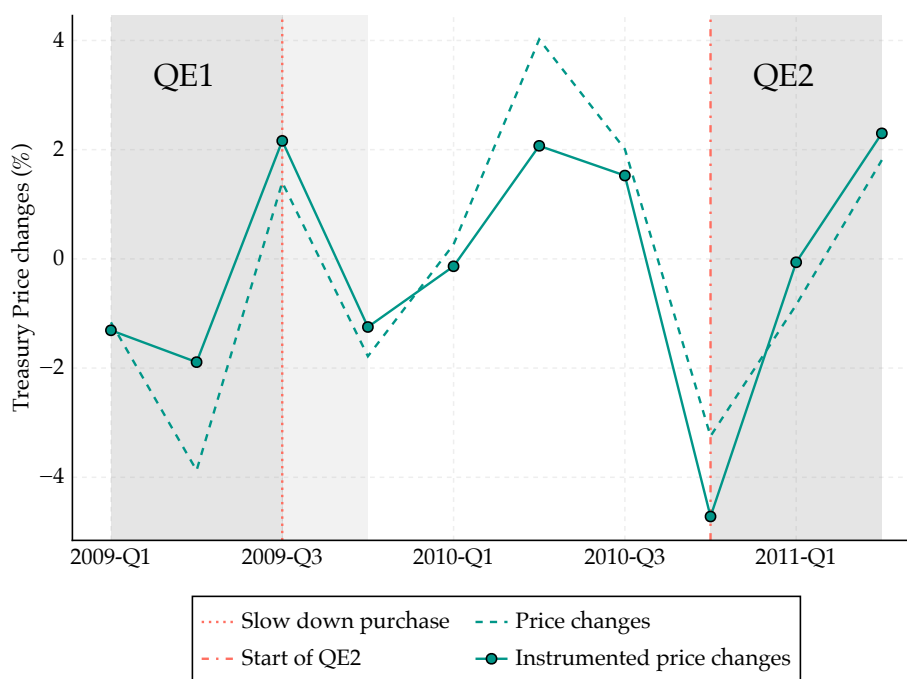 4
2
0
−2
−4
Treasury Price changes (%)
QE1
QE2
2009-Q1
2009-Q3
2010-Q1
2010-Q3
2011-Q1
Slow down purchase
Price changes
Start of QE2
Instrumented price changes